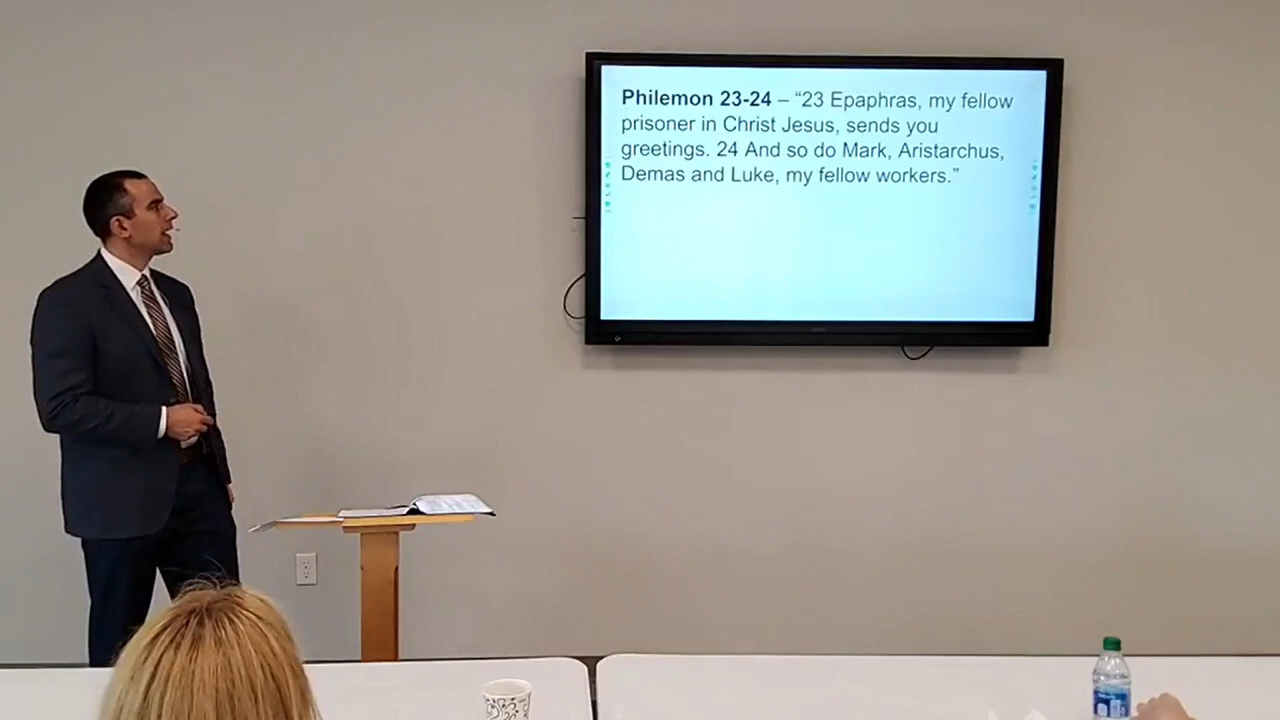 Philemon 23-24 – “23 Epaphras, my fellow
prisoner in Christ Jesus, sends you
greetings. 24 And so do Mark, Aristarchus,
Demas and Luke, my fellow workers.”